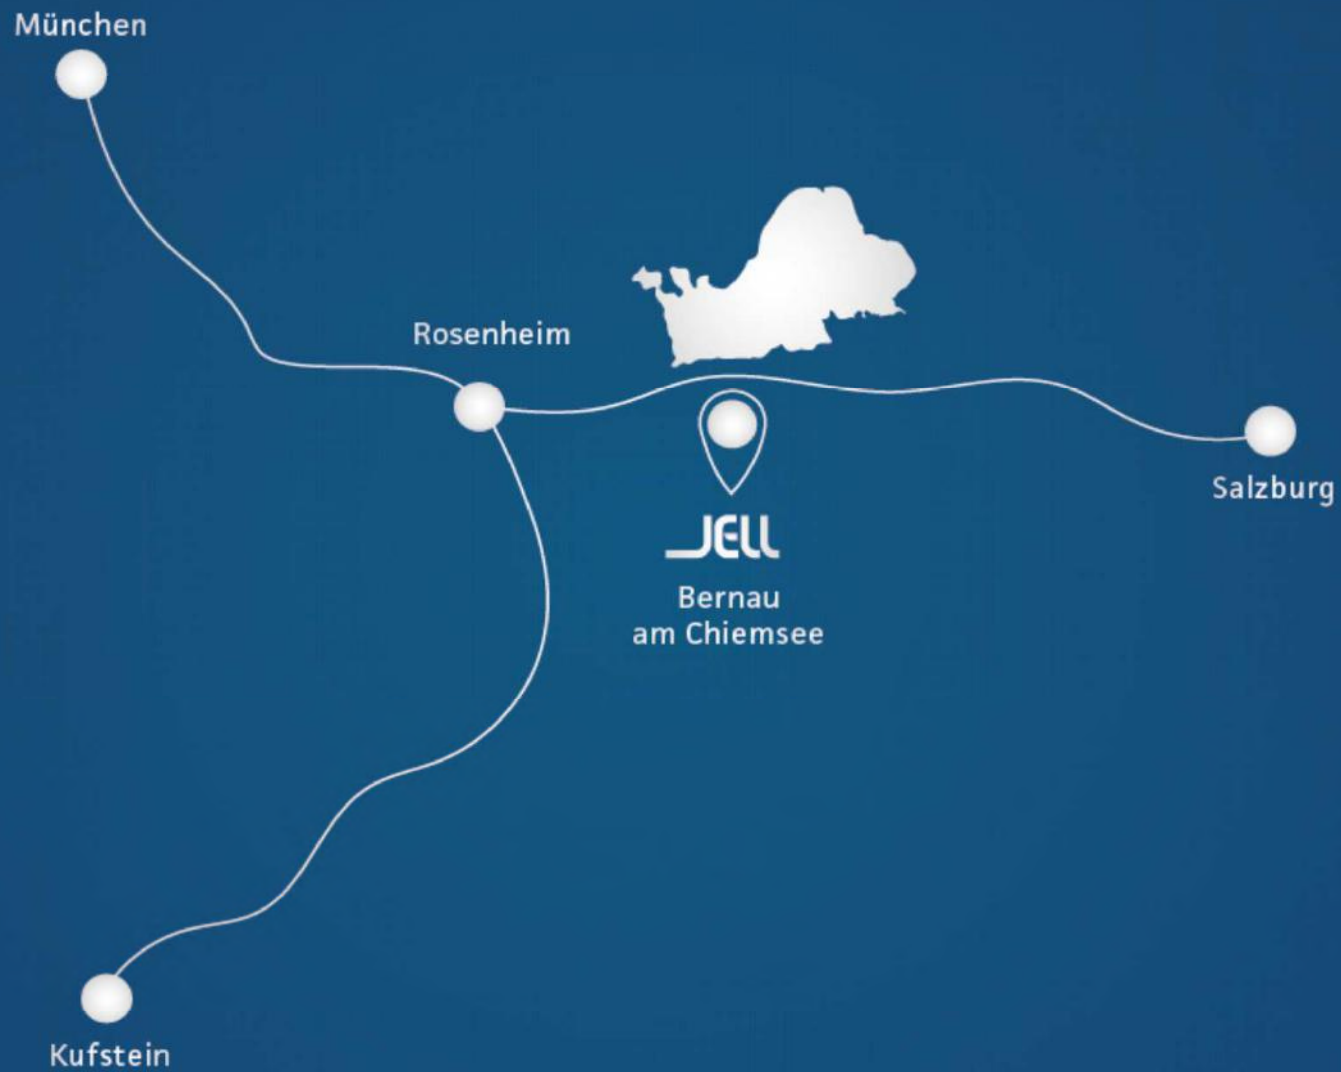 München
Rosenheim
Salzburg
JELL
Bernau
am Chiemsee
Kufstein